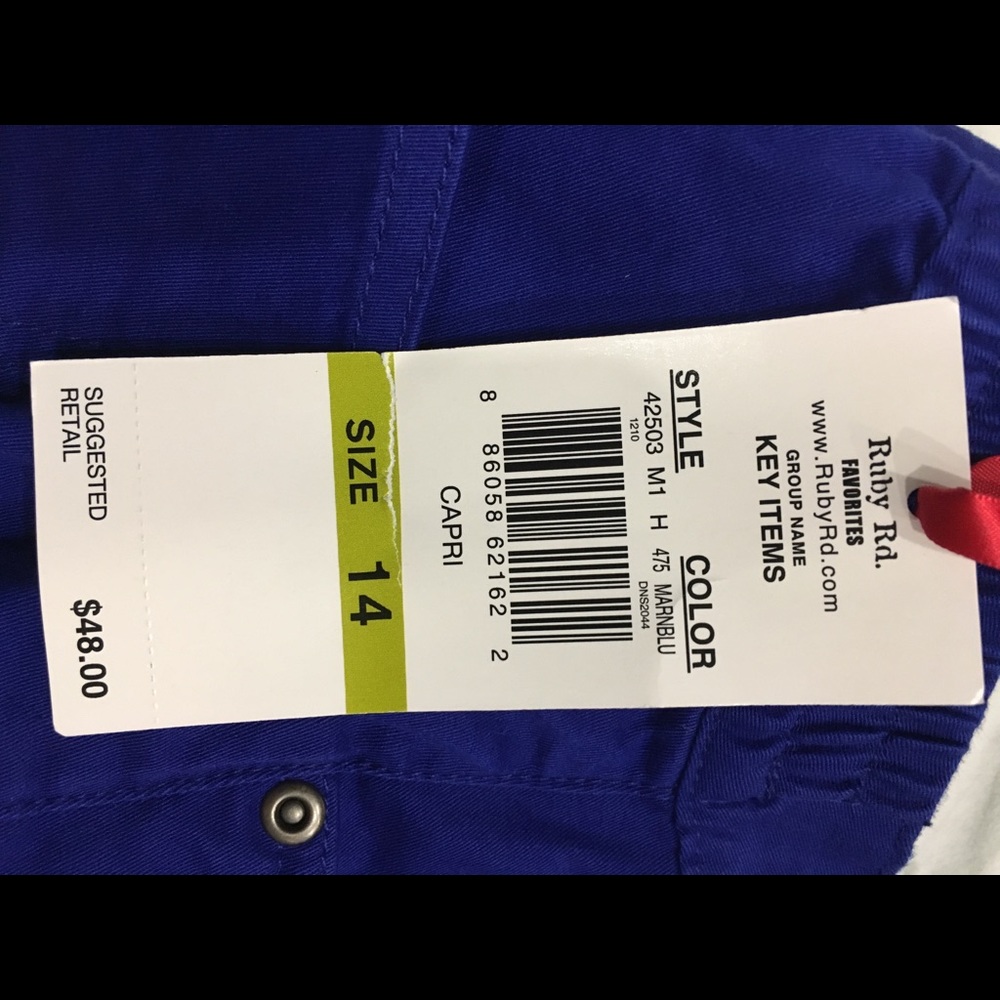 Ruby Rd.
FAVORITES
www.RubyRd.com
GROUP NAME
KEY ITEMS
STYLE COLOR
42503 M1 H 475 MARNBLU
1210 DNS2044
8 86058 62162 2
CAPRI
SIZE 14
SUGGESTED
RETAIL $48.00